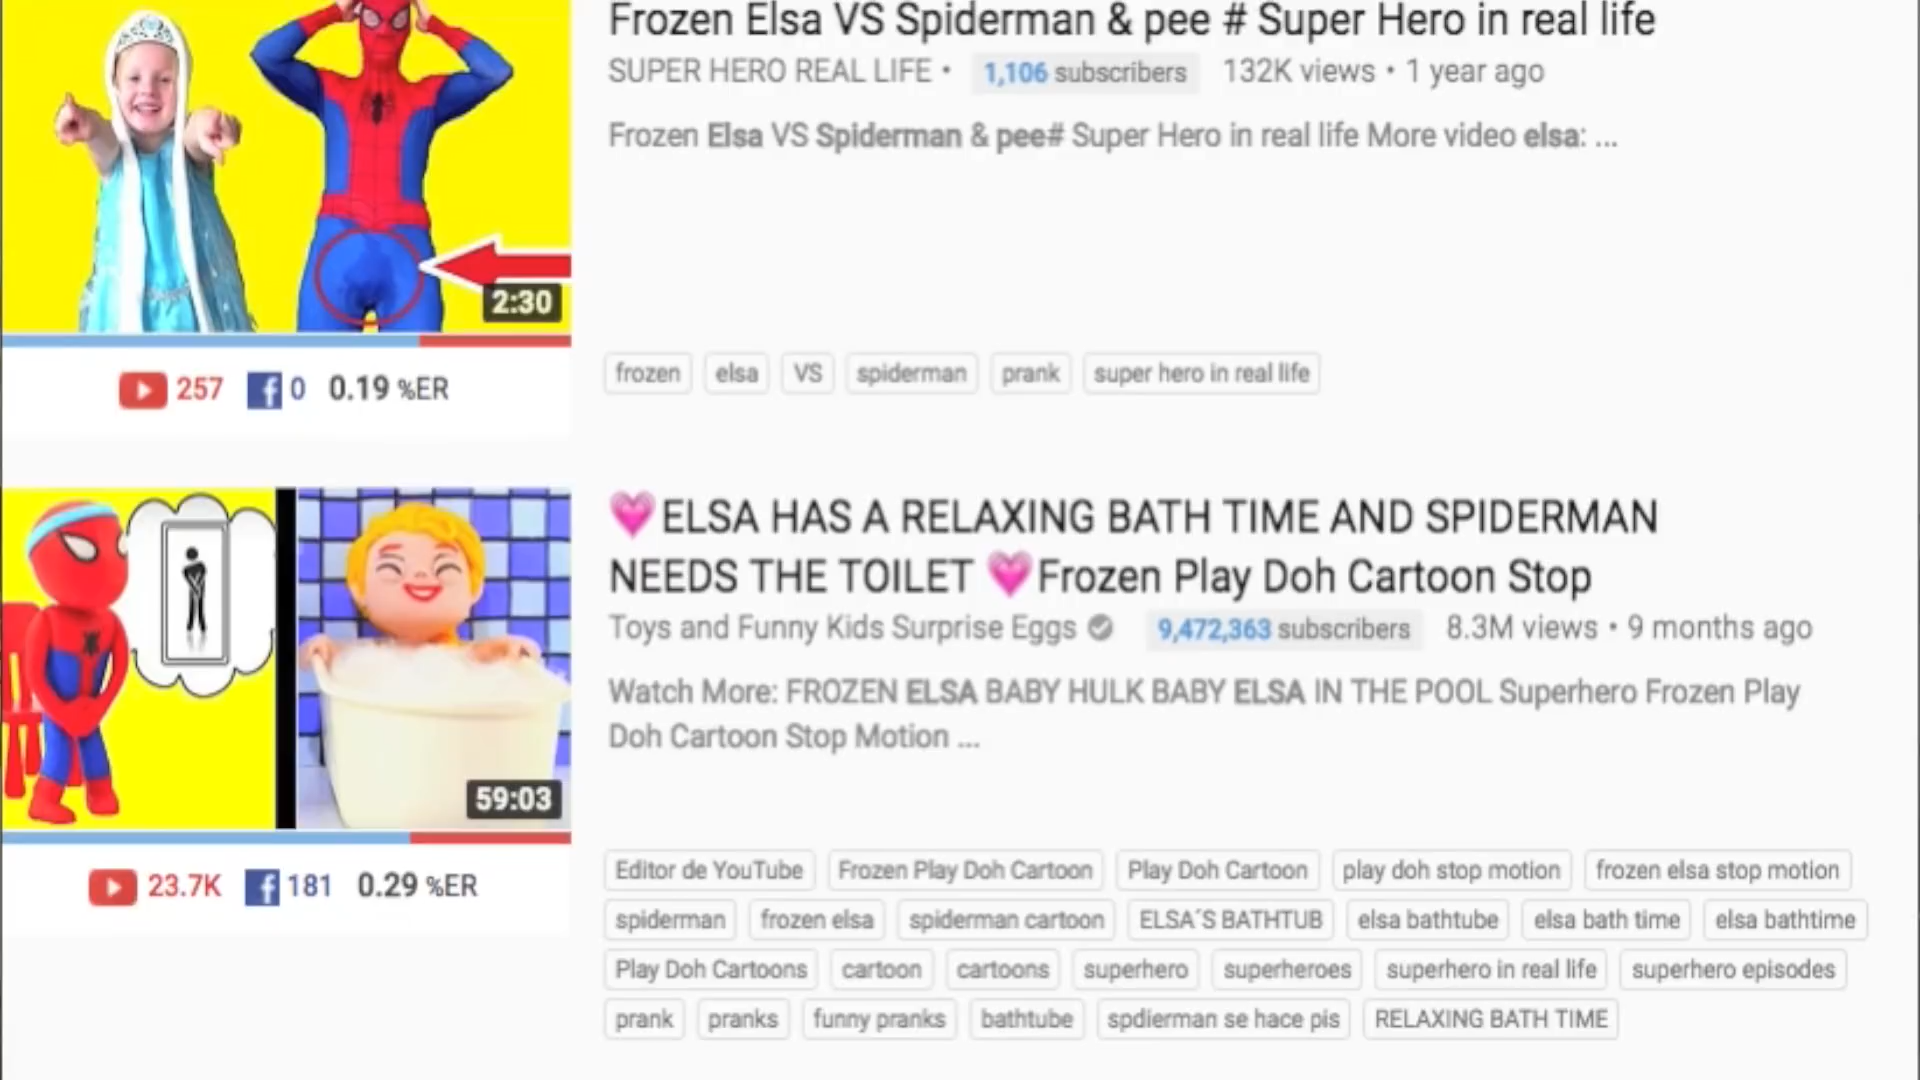 Frozen Elsa VS Spiderman & pee # Super Hero in real life
SUPER HERO REAL LIFE • 1,106 subscribers 132K views • 1 year ago
Frozen Elsa VS Spiderman & pee# Super Hero in real life More video elsa: ...
2:30
frozen elsa VS spiderman prank super hero in real life
257 f 0 0.19 %ER
💗ELSA HAS A RELAXING BATH TIME AND SPIDERMAN
NEEDS THE TOILET 💗Frozen Play Doh Cartoon Stop
Toys and Funny Kids Surprise Eggs 9,472,363 subscribers 8.3M views • 9 months ago
Watch More: FROZEN ELSA BABY HULK BABY ELSA IN THE POOL Superhero Frozen Play
Doh Cartoon Stop Motion ...
59:03
23.7K f 181 0.29 %ER
Editor de YouTube Frozen Play Doh Cartoon Play Doh Cartoon play doh stop motion frozen elsa stop motion
spiderman frozen elsa spiderman cartoon ELSA´S BATHTUB elsa bathtube elsa bath time elsa bathtime
Play Doh Cartoons cartoon cartoons superhero superheroes superhero in real life superhero episodes
prank pranks funny pranks bathtube spdierman se hace pis RELAXING BATH TIME